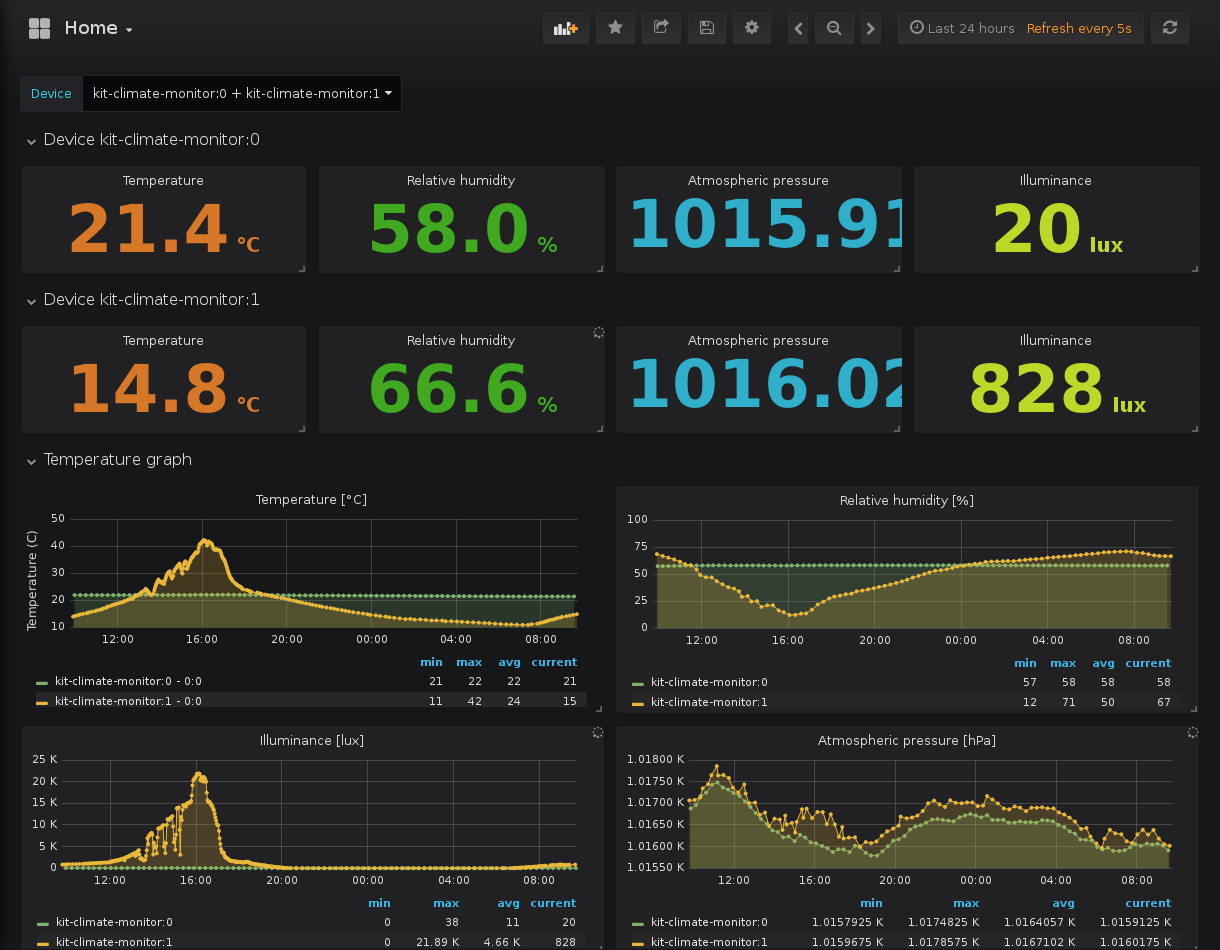 Home
Last 24 hours Refresh every 5s
Device kit-climate-monitor:0 + kit-climate-monitor:1
Device kit-climate-monitor:0
Temperature Relative humidity Atmospheric pressure Illuminance
21.4 °C 58.0 % 1015.91 20 lux
Device kit-climate-monitor:1
Temperature Relative humidity Atmospheric pressure Illuminance
14.8 °C 66.6 % 1016.02 828 lux
Temperature graph
Temperature [°C]
Temperature (C)
50
40
30
20
10
12:00 16:00 20:00 00:00 04:00 08:00
min max avg current
kit-climate-monitor:0 - 0:0 21 22 22 21
kit-climate-monitor:1 - 0:0 11 42 24 15
Relative humidity [%]
100
75
50
25
0
12:00 16:00 20:00 00:00 04:00 08:00
min max avg current
kit-climate-monitor:0 57 58 58 58
kit-climate-monitor:1 12 71 50 67
Illuminance [lux]
25 K
20 K
15 K
10 K
5 K
0
12:00 16:00 20:00 00:00 04:00 08:00
min max avg current
kit-climate-monitor:0 0 38 11 20
kit-climate-monitor:1 0 21.89 K 4.66 K 828
Atmospheric pressure [hPa]
1.01800 K
1.01750 K
1.01700 K
1.01650 K
1.01600 K
1.01550 K
12:00 16:00 20:00 00:00 04:00 08:00
min max avg current
kit-climate-monitor:0 1.0157925 K 1.0174825 K 1.0164057 K 1.0159125 K
kit-climate-monitor:1 1.0159675 K 1.0178575 K 1.0167102 K 1.0160175 K